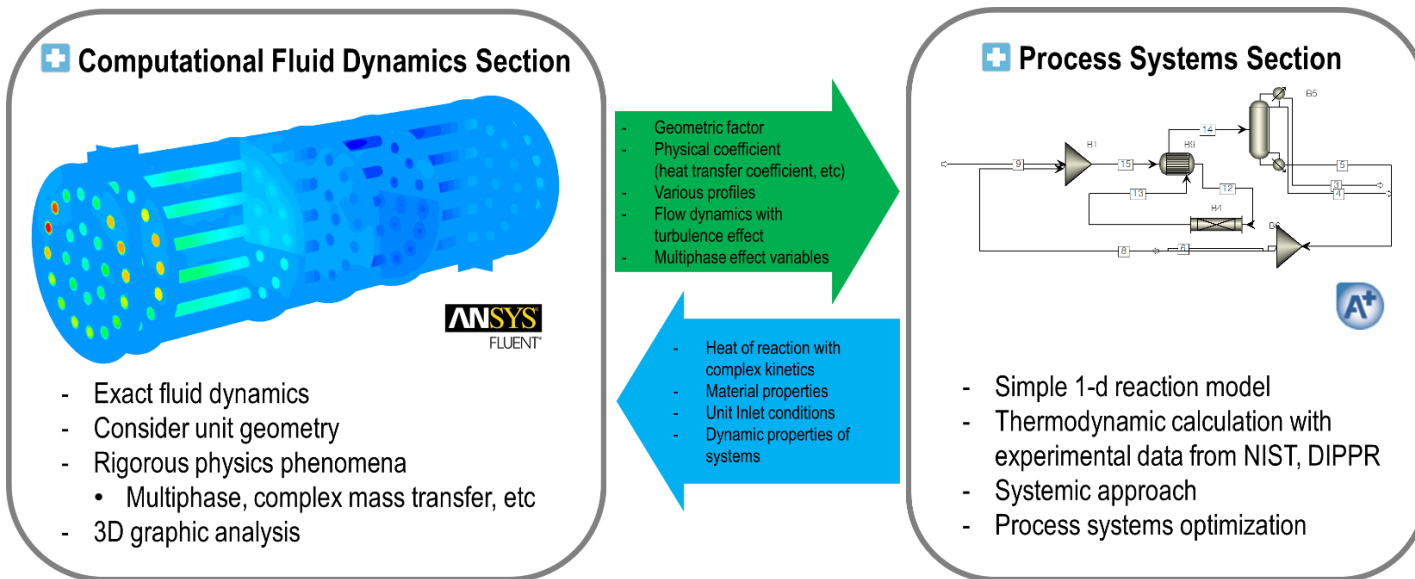 Computational Fluid Dynamics Section
ANSYS
FLUENT®
- Exact fluid dynamics
- Consider unit geometry
- Rigorous physics phenomena
• Multiphase, complex mass transfer, etc
- 3D graphic analysis
- Geometric factor
- Physical coefficient
(heat transfer coefficient, etc)
- Various profiles
- Flow dynamics with
turbulence effect
- Multiphase effect variables
- Heat of reaction with
complex kinetics
- Material properties
- Unit Inlet conditions
- Dynamic properties of
systems
Process Systems Section
B5
14
B1
B9
9
15
5
13
12
3
4
B4
8
6
A+
- Simple 1-d reaction model
- Thermodynamic calculation with
experimental data from NIST, DIPPR
- Systemic approach
- Process systems optimization